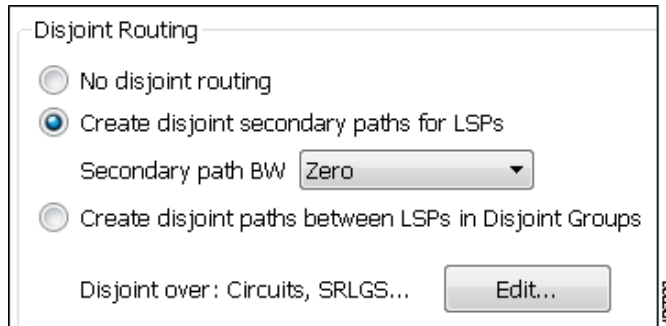 Disjoint Routing
No disjoint routing
Create disjoint secondary paths for LSPs
Secondary path BW Zero
Create disjoint paths between LSPs in Disjoint Groups
Disjoint over: Circuits, SRLGS... Edit...